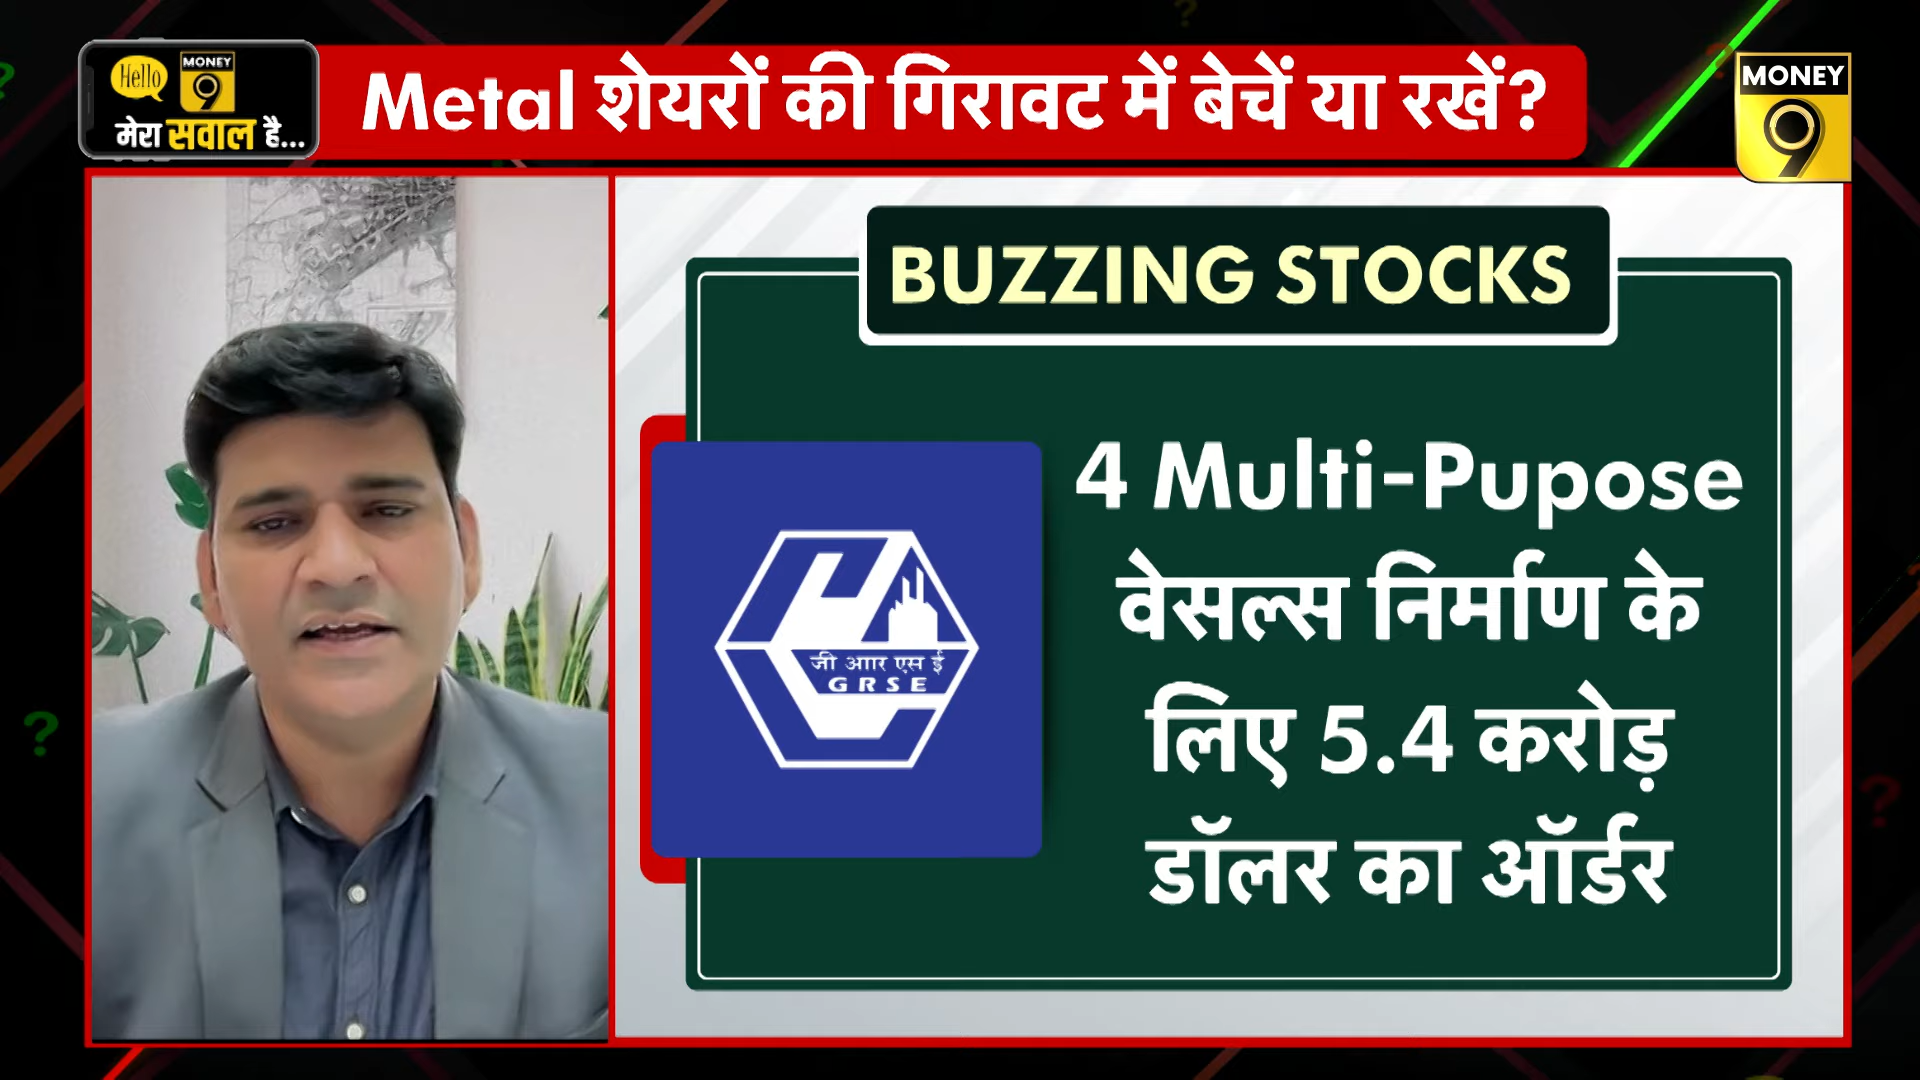 Hello
MONEY
9
मेरा सवाल है...
Metal शेयरों की गिरावट में बेचें या रखें?
MONEY
9
BUZZING STOCKS
4 Multi-Pupose
वेसल्स निर्माण के
लिए 5.4 करोड़
डॉलर का ऑर्डर
जी आार एस ई
GRSE